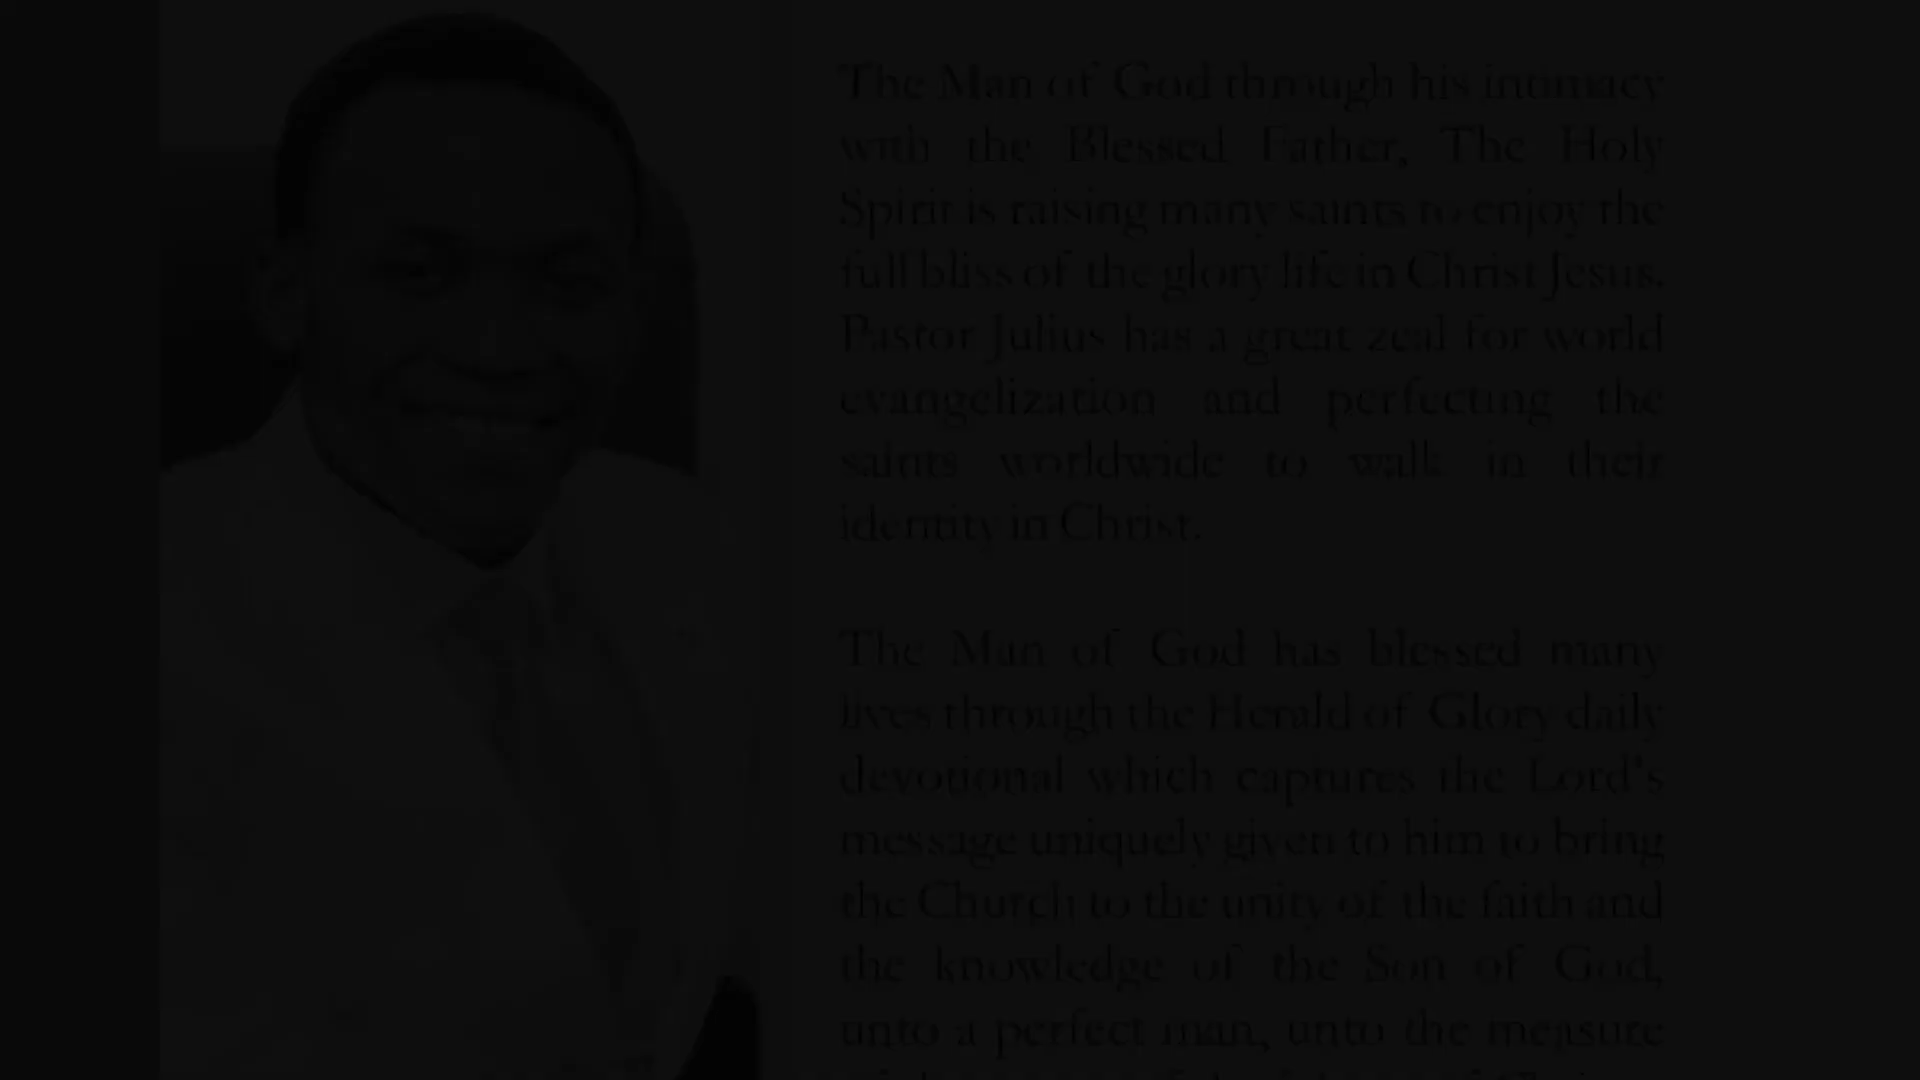 The Man of God through his intimacy
with the Blessed Father, The Holy
Spirit is raising many saints to enjoy the
full bliss of the glory life in Christ Jesus.
Pastor Julius has a great zeal for world
evangelization and perfecting the
saints worldwide to walk in their
identity in Christ.
The Man of God has blessed many
lives through the Herald of Glory daily
devotional which captures the Lord's
message uniquely given to him to bring
the Church to the unity of the faith and
the knowledge of the Son of God,
unto a perfect man, unto the measure